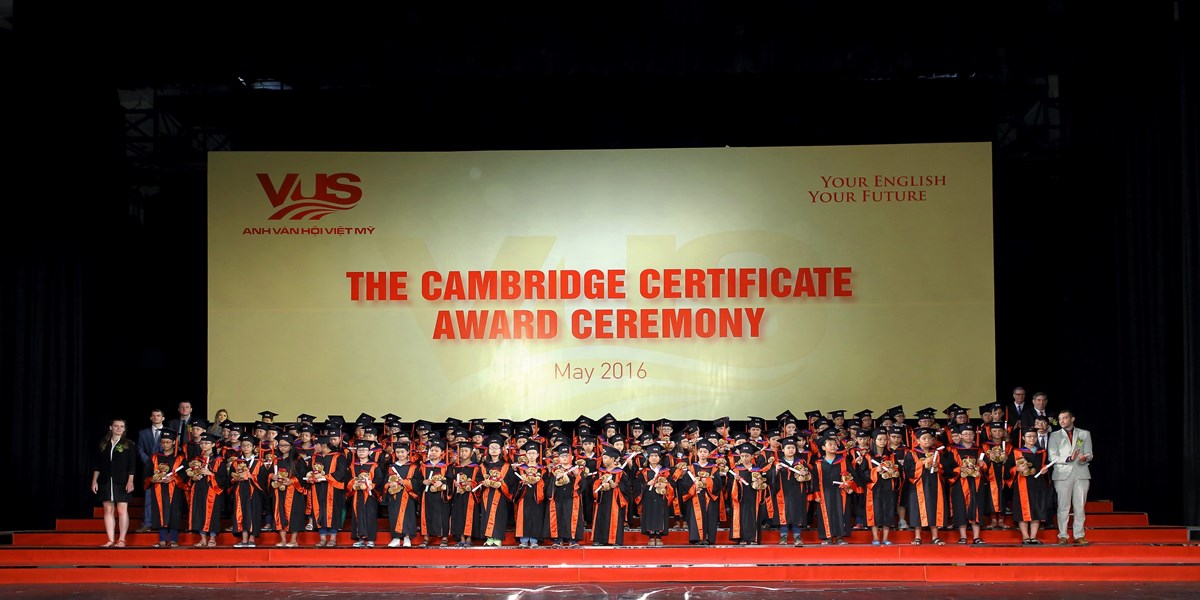 VUS
ANH VĂN HỘI VIỆT MỸ
YOUR ENGLISH
YOUR FUTURE
THE CAMBRIDGE CERTIFICATE
AWARD CEREMONY
May 2016